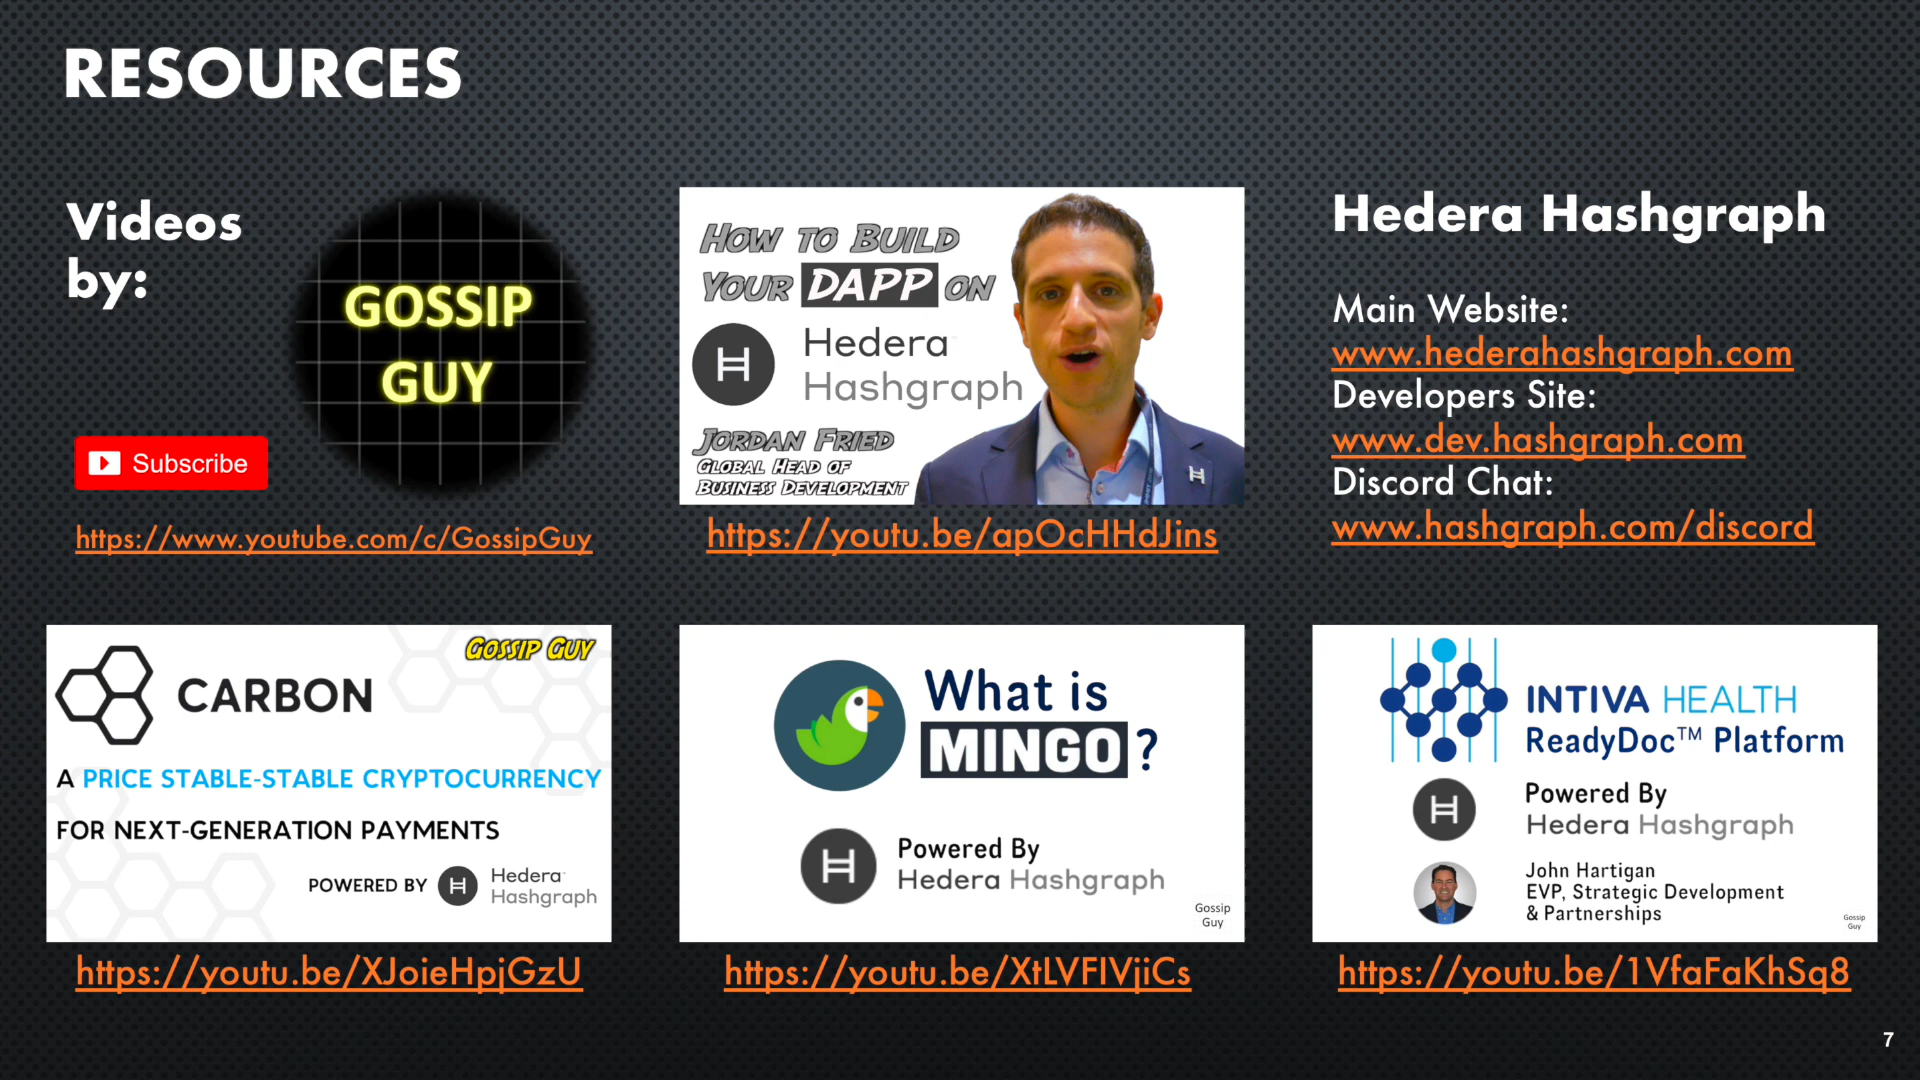 RESOURCES
Videos
by:
GOSSIP
GUY
Subscribe
https://www.youtube.com/c/GossipGuy
HOW TO BUILD
YOUR DAPP ON
Hedera
Hashgraph
JORDAN FRIED
GLOBAL HEAD OF
BUSINESS DEVELOPMENT
https://youtu.be/apOcHHdJins
Hedera Hashgraph
Main Website:
www.hederahashgraph.com
Developers Site:
www.dev.hashgraph.com
Discord Chat:
www.hashgraph.com/discord
GOSSIP GUY
CARBON
A PRICE STABLE-STABLE CRYPTOCURRENCY
FOR NEXT-GENERATION PAYMENTS
POWERED BY
Hedera
Hashgraph
https://youtu.be/XJoieHpjGzU
What is
MINGO?
Powered By
Hedera Hashgraph
Gossip
Guy
https://youtu.be/XtLVFIVjiCs
INTIVA HEALTH
ReadyDoc™ Platform
Powered By
Hedera Hashgraph
John Hartigan
EVP, Strategic Development
& Partnerships
Gossip
Guy
https://youtu.be/1VfaFaKhSq8
7